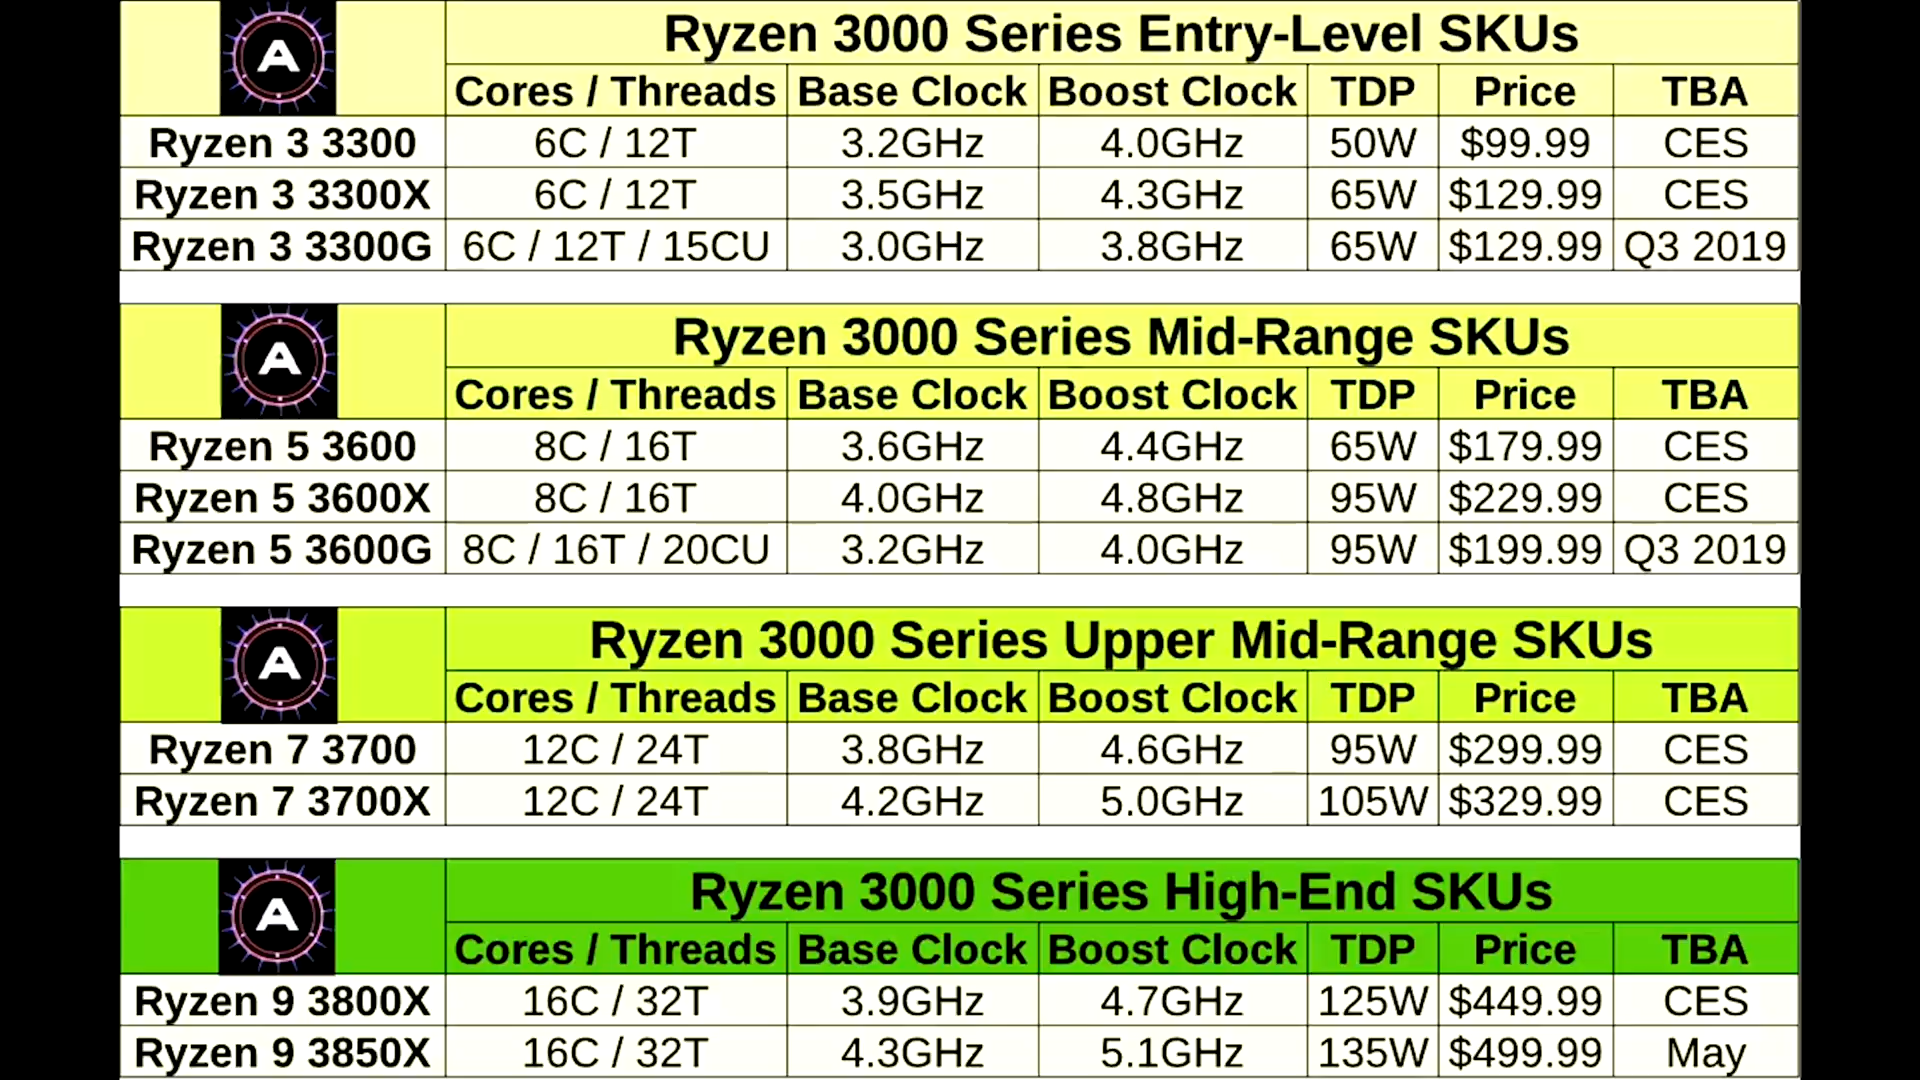 A
Ryzen 3000 Series Entry-Level SKUs
Cores / Threads Base Clock Boost Clock TDP Price TBA
Ryzen 3 3300 6C / 12T 3.2GHz 4.0GHz 50W $99.99 CES
Ryzen 3 3300X 6C / 12T 3.5GHz 4.3GHz 65W $129.99 CES
Ryzen 3 3300G 6C / 12T / 15CU 3.0GHz 3.8GHz 65W $129.99 Q3 2019
A
Ryzen 3000 Series Mid-Range SKUs
Cores / Threads Base Clock Boost Clock TDP Price TBA
Ryzen 5 3600 8C / 16T 3.6GHz 4.4GHz 65W $179.99 CES
Ryzen 5 3600X 8C / 16T 4.0GHz 4.8GHz 95W $229.99 CES
Ryzen 5 3600G 8C / 16T / 20CU 3.2GHz 4.0GHz 95W $199.99 Q3 2019
A
Ryzen 3000 Series Upper Mid-Range SKUs
Cores / Threads Base Clock Boost Clock TDP Price TBA
Ryzen 7 3700 12C / 24T 3.8GHz 4.6GHz 95W $299.99 CES
Ryzen 7 3700X 12C / 24T 4.2GHz 5.0GHz 105W $329.99 CES
A
Ryzen 3000 Series High-End SKUs
Cores / Threads Base Clock Boost Clock TDP Price TBA
Ryzen 9 3800X 16C / 32T 3.9GHz 4.7GHz 125W $449.99 CES
Ryzen 9 3850X 16C / 32T 4.3GHz 5.1GHz 135W $499.99 May